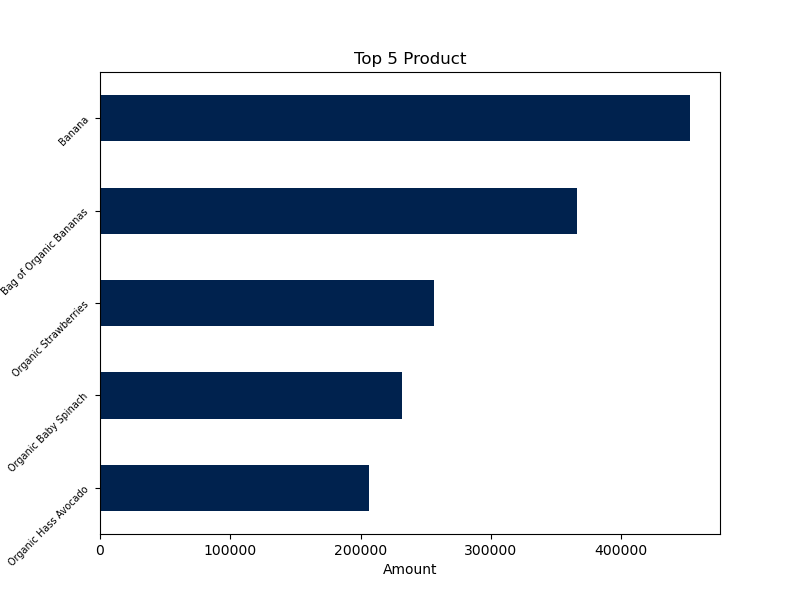 Top 5 Product
Banana
Bag of Organic Bananas
Organic Strawberries
Organic Baby Spinach
Organic Hass Avocado
0 100000 200000 300000 400000
Amount